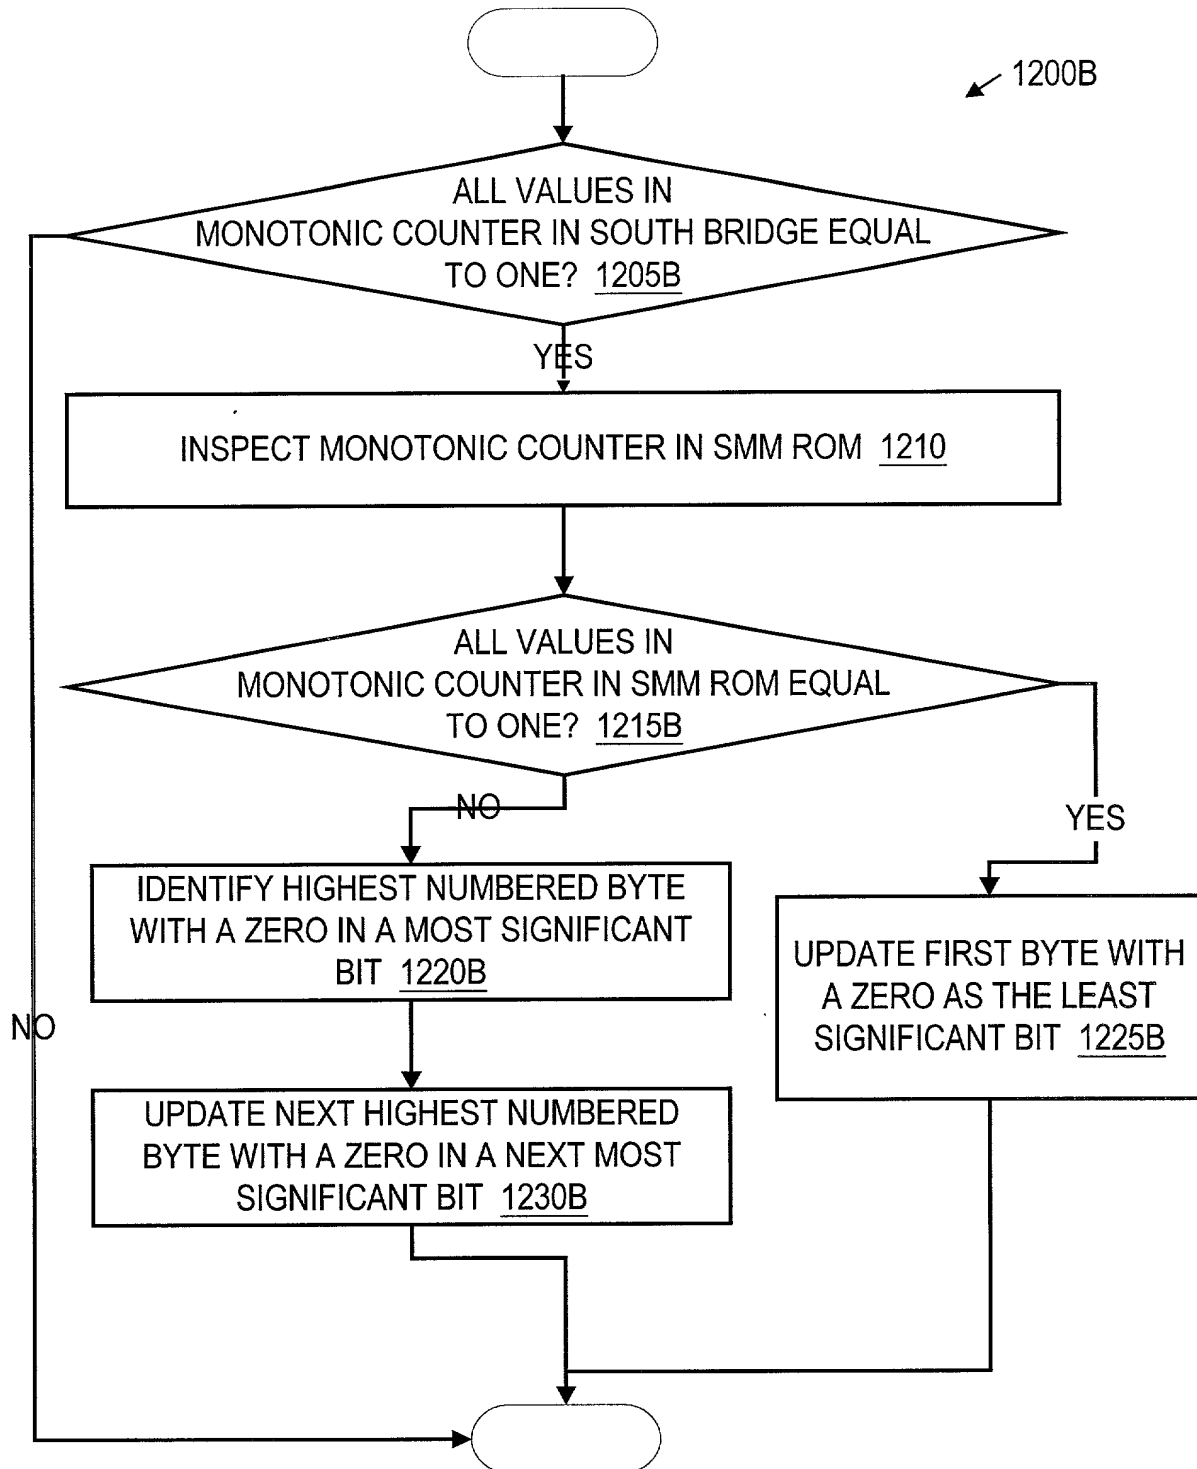 1200B
ALL VALUES IN
MONOTONIC COUNTER IN SOUTH BRIDGE EQUAL
TO ONE? 1205B
YES
INSPECT MONOTONIC COUNTER IN SMM ROM 1210
ALL VALUES IN
MONOTONIC COUNTER IN SMM ROM EQUAL
TO ONE? 1215B
NO
YES
IDENTIFY HIGHEST NUMBERED BYTE
WITH A ZERO IN A MOST SIGNIFICANT
BIT 1220B
UPDATE FIRST BYTE WITH
A ZERO AS THE LEAST
SIGNIFICANT BIT 1225B
NO
UPDATE NEXT HIGHEST NUMBERED
BYTE WITH A ZERO IN A NEXT MOST
SIGNIFICANT BIT 1230B